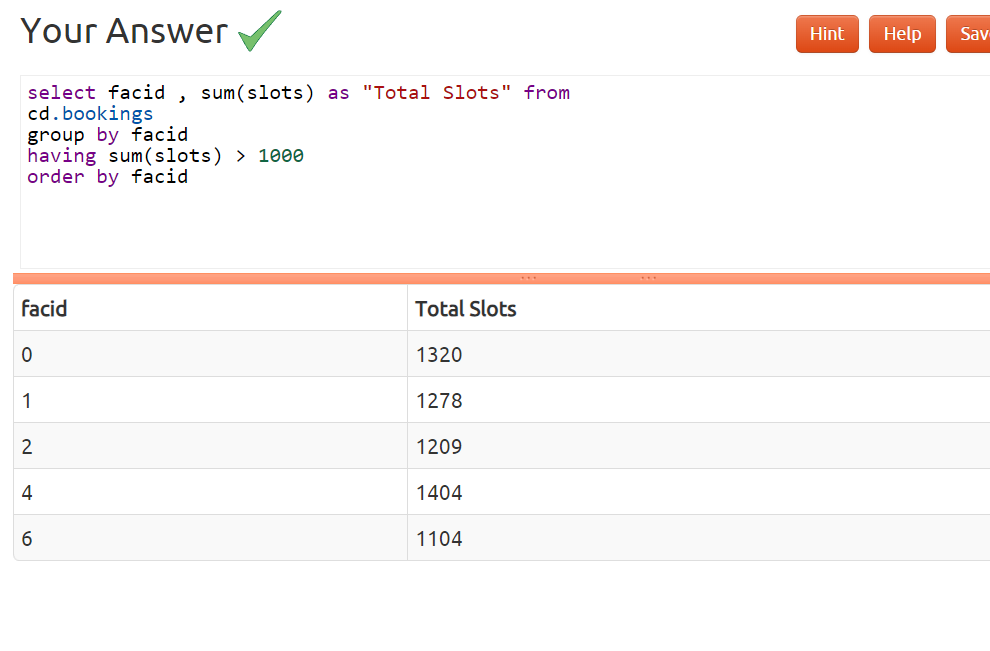 Your Answer
Hint Help Sav
select facid , sum(slots) as "Total Slots" from
cd.bookings
group by facid
having sum(slots) > 1000
order by facid
facid Total Slots
0 1320
1 1278
2 1209
4 1404
6 1104